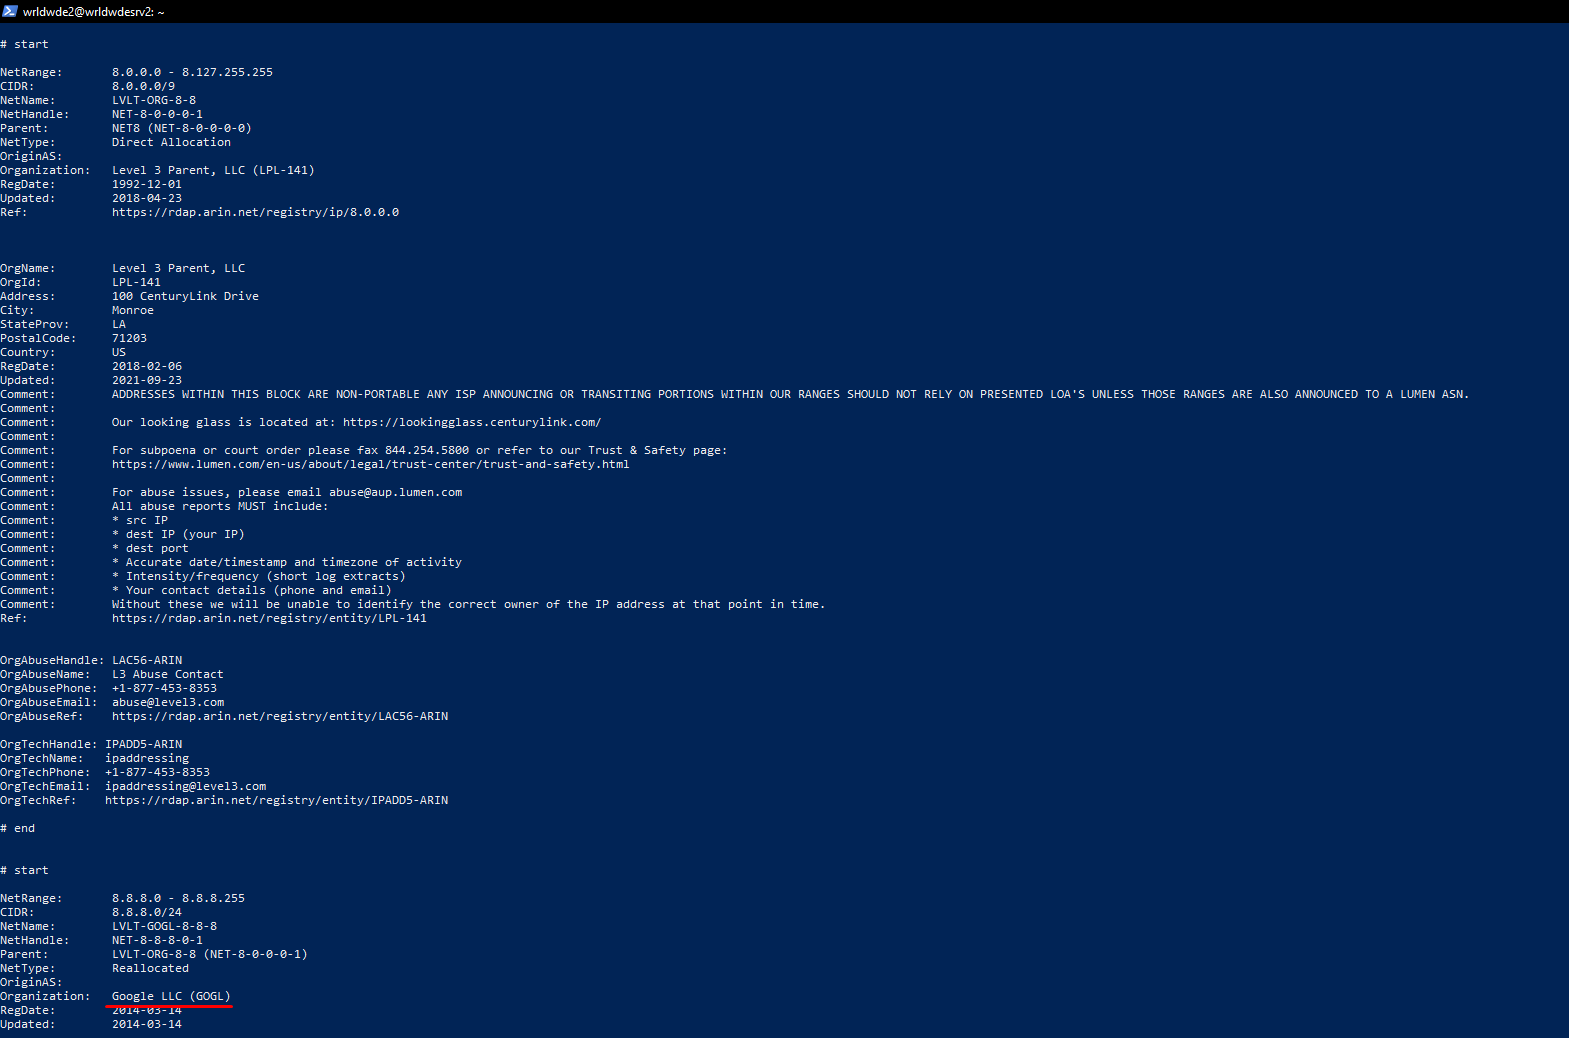 wrldwde2@wrldwdesrv2: ~
# start
NetRange: 8.0.0.0 - 8.127.255.255
CIDR: 8.0.0.0/9
NetName: LVLT-ORG-8-8
NetHandle: NET-8-0-0-0-1
Parent: NET8 (NET-8-0-0-0-0)
NetType: Direct Allocation
OriginAS:
Organization: Level 3 Parent, LLC (LPL-141)
RegDate: 1992-12-01
Updated: 2018-04-23
Ref: https://rdap.arin.net/registry/ip/8.0.0.0
OrgName: Level 3 Parent, LLC
OrgId: LPL-141
Address: 100 CenturyLink Drive
City: Monroe
StateProv: LA
PostalCode: 71203
Country: US
RegDate: 2018-02-06
Updated: 2021-09-23
Comment: ADDRESSES WITHIN THIS BLOCK ARE NON-PORTABLE ANY ISP ANNOUNCING OR TRANSITING PORTIONS WITHIN OUR RANGES SHOULD NOT RELY ON PRESENTED LOA'S UNLESS THOSE RANGES ARE ALSO ANNOUNCED TO A LUMEN ASN.
Comment:
Comment: Our looking glass is located at: https://lookingglass.centurylink.com/
Comment:
Comment: For subpoena or court order please fax 844.254.5800 or refer to our Trust & Safety page:
Comment: https://www.lumen.com/en-us/about/legal/trust-center/trust-and-safety.html
Comment:
Comment: For abuse issues, please email abuse@aup.lumen.com
Comment: All abuse reports MUST include:
Comment: * src IP
Comment: * dest IP (your IP)
Comment: * dest port
Comment: * Accurate date/timestamp and timezone of activity
Comment: * Intensity/frequency (short log extracts)
Comment: * Your contact details (phone and email)
Comment: Without these we will be unable to identify the correct owner of the IP address at that point in time.
Ref: https://rdap.arin.net/registry/entity/LPL-141
OrgAbuseHandle: LAC56-ARIN
OrgAbuseName: L3 Abuse Contact
OrgAbusePhone: +1-877-453-8353
OrgAbuseEmail: abuse@level3.com
OrgAbuseRef: https://rdap.arin.net/registry/entity/LAC56-ARIN
OrgTechHandle: IPADD5-ARIN
OrgTechName: ipaddressing
OrgTechPhone: +1-877-453-8353
OrgTechEmail: ipaddressing@level3.com
OrgTechRef: https://rdap.arin.net/registry/entity/IPADD5-ARIN
# end
# start
NetRange: 8.8.8.0 - 8.8.8.255
CIDR: 8.8.8.0/24
NetName: LVLT-GOGL-8-8-8
NetHandle: NET-8-8-8-0-1
Parent: LVLT-ORG-8-8 (NET-8-0-0-0-1)
NetType: Reallocated
OriginAS:
Organization: Google LLC (GOGL)
RegDate: 2014-03-14
Updated: 2014-03-14